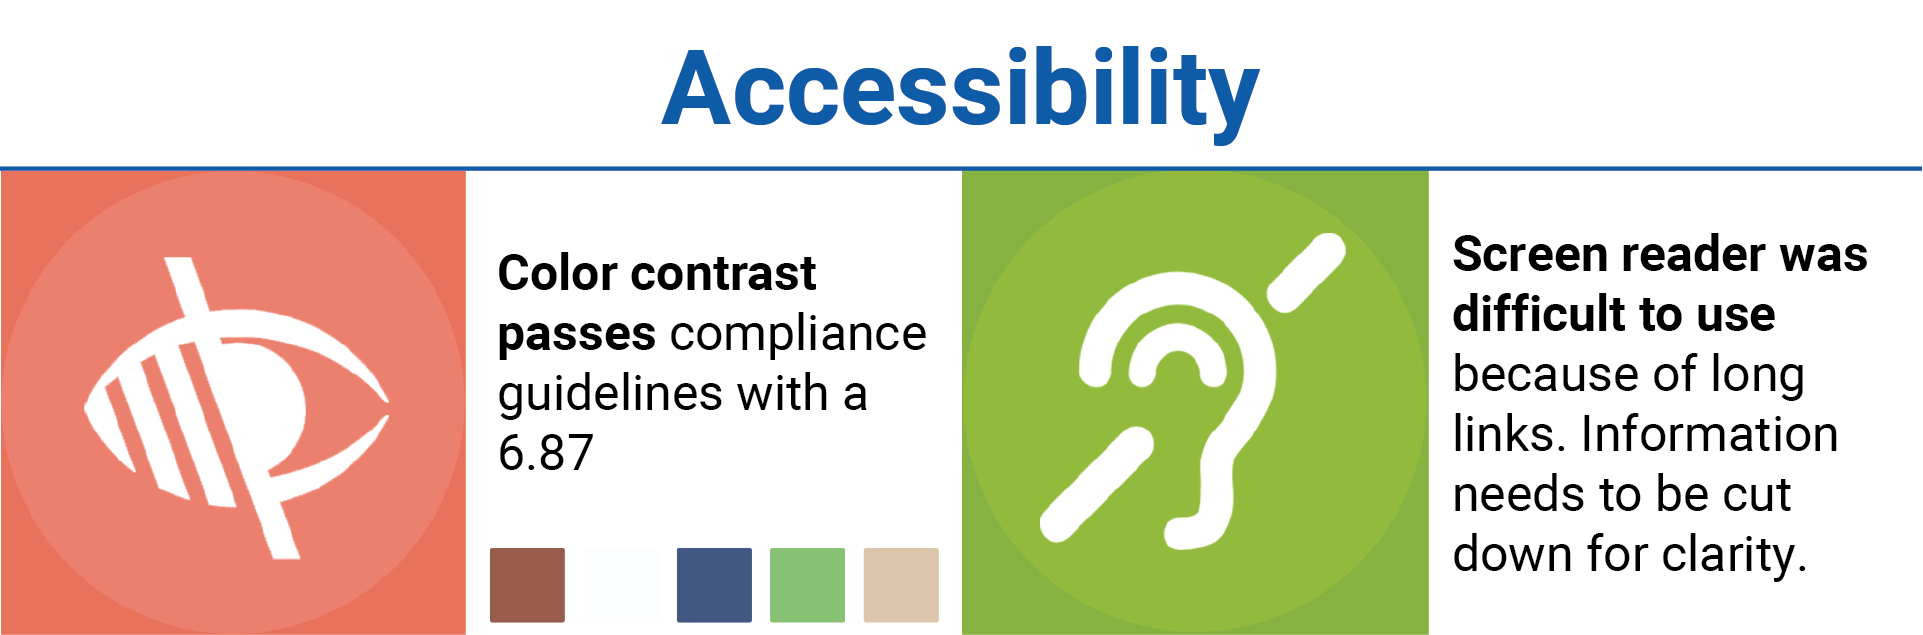 Accessibility
Color contrast
passes compliance
guidelines with a
6.87
Screen reader was
difficult to use
because of long
links. Information
needs to be cut
down for clarity.